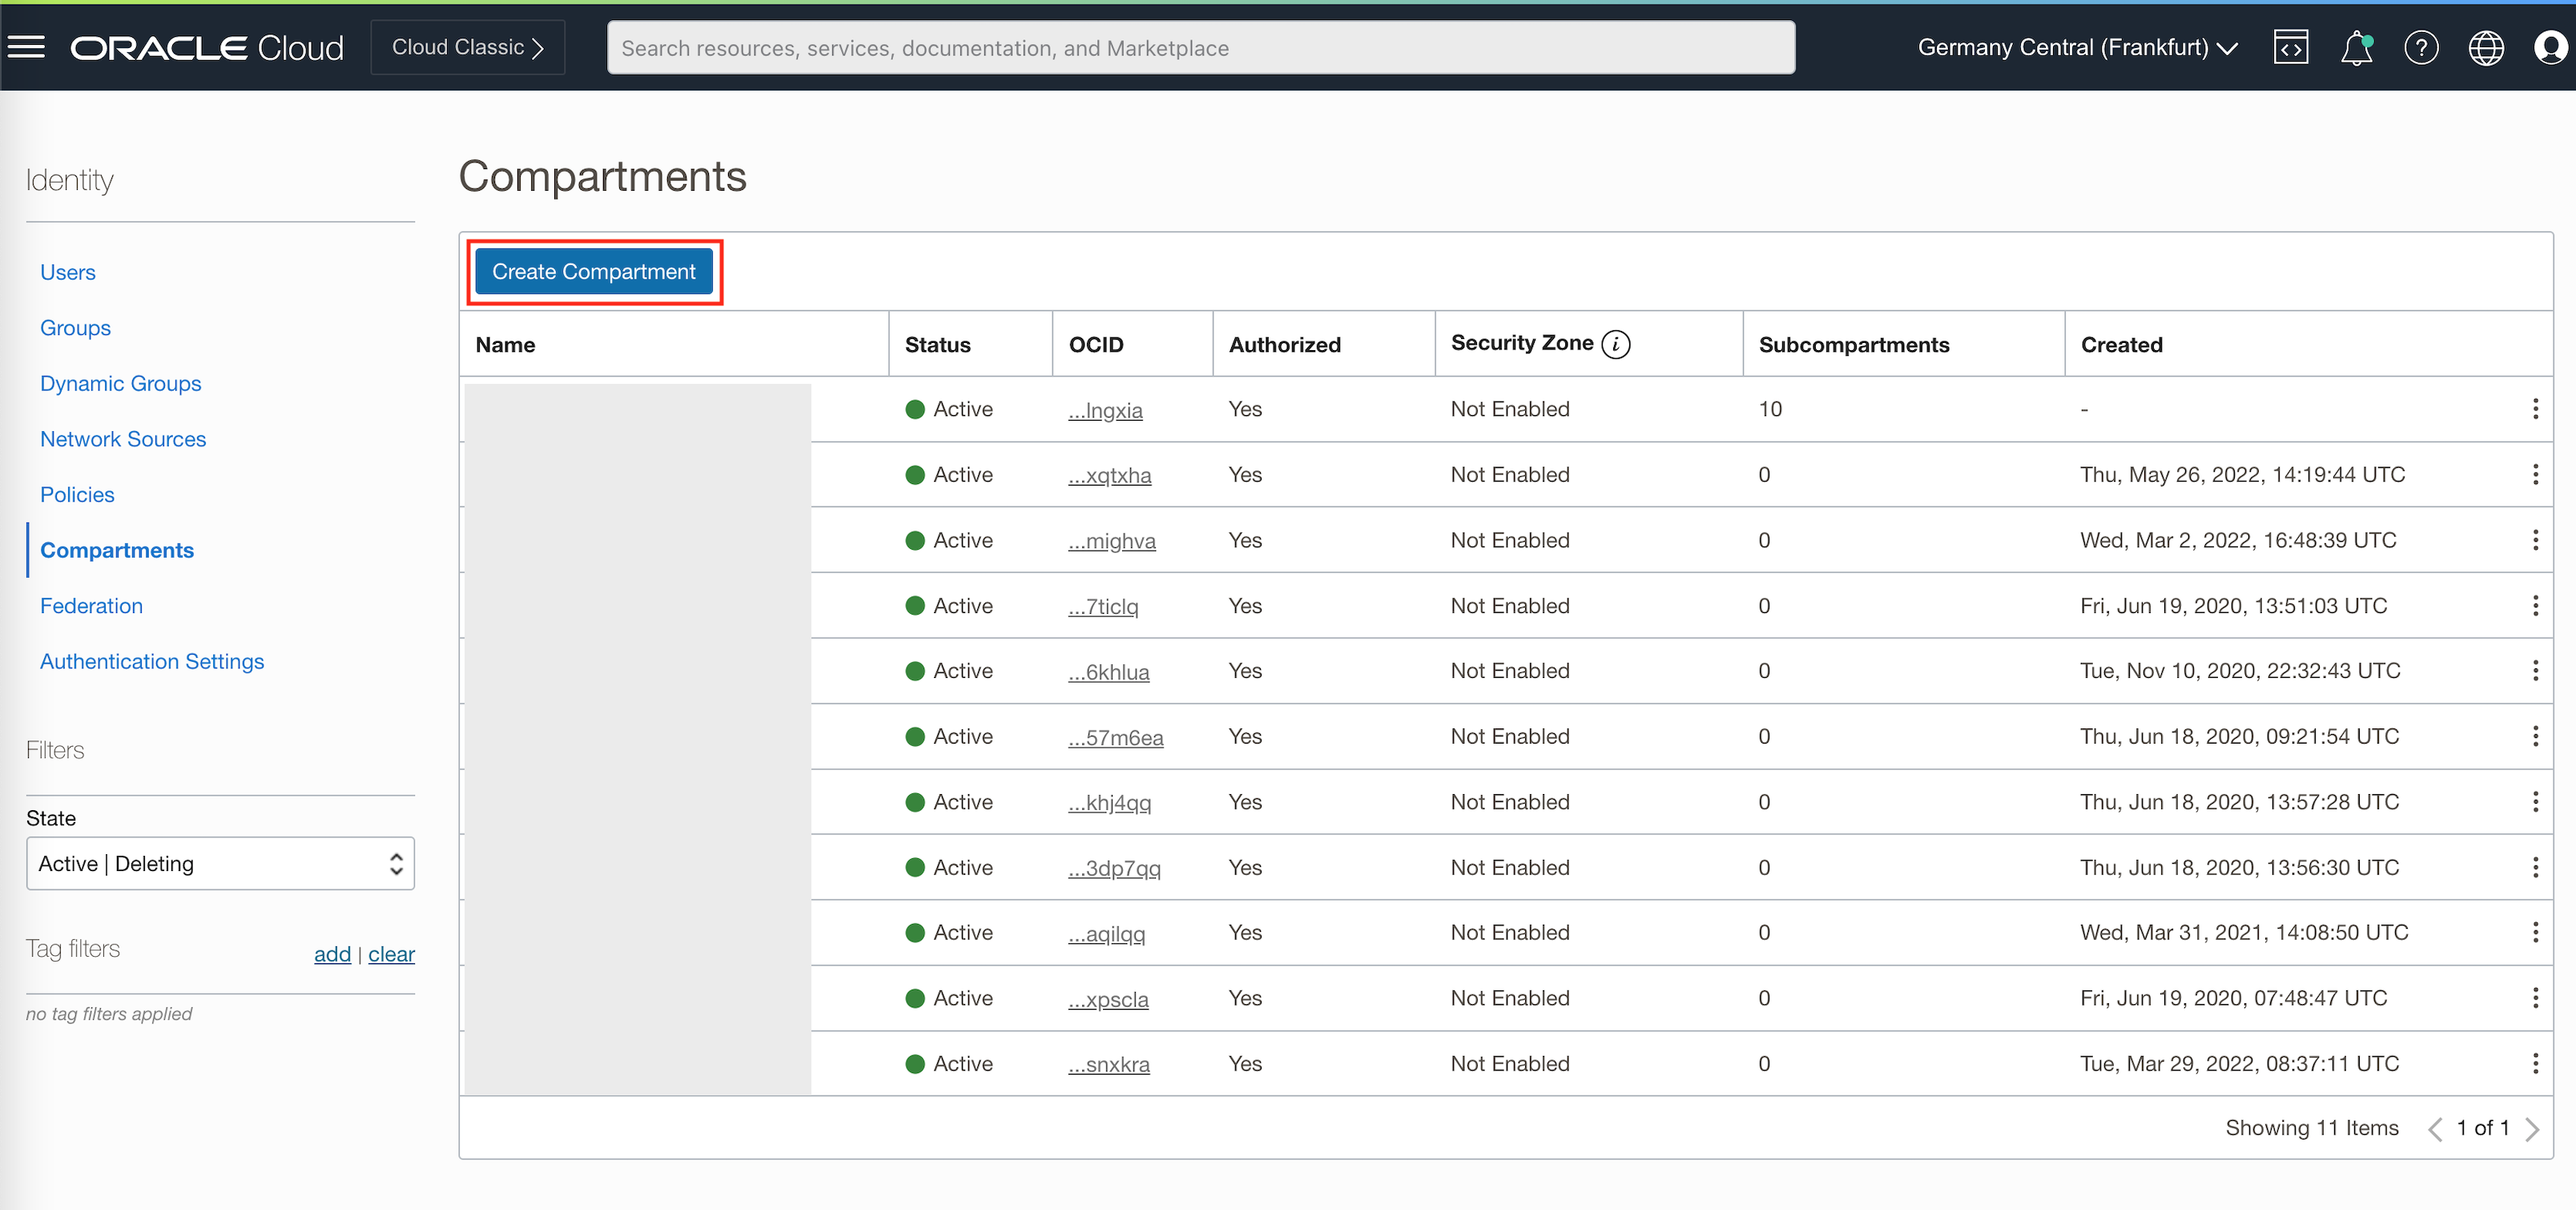 ORACLE Cloud
Cloud Classic
Search resources, services, documentation, and Marketplace
Germany Central (Frankfurt)
Identity
Users
Groups
Dynamic Groups
Network Sources
Policies
Compartments
Federation
Authentication Settings
Filters
State
Active | Deleting
Tag filters add | clear
no tag filters applied
Compartments
Create Compartment
Name Status OCID Authorized Security Zone i Subcompartments Created
Active ...lngxia Yes Not Enabled 10 -
Active ...xqtxha Yes Not Enabled 0 Thu, May 26, 2022, 14:19:44 UTC
Active ...mighva Yes Not Enabled 0 Wed, Mar 2, 2022, 16:48:39 UTC
Active ...7ticlq Yes Not Enabled 0 Fri, Jun 19, 2020, 13:51:03 UTC
Active ...6khlua Yes Not Enabled 0 Tue, Nov 10, 2020, 22:32:43 UTC
Active ...57m6ea Yes Not Enabled 0 Thu, Jun 18, 2020, 09:21:54 UTC
Active ...khj4qq Yes Not Enabled 0 Thu, Jun 18, 2020, 13:57:28 UTC
Active ...3dp7qq Yes Not Enabled 0 Thu, Jun 18, 2020, 13:56:30 UTC
Active ...aqilqq Yes Not Enabled 0 Wed, Mar 31, 2021, 14:08:50 UTC
Active ...xpscla Yes Not Enabled 0 Fri, Jun 19, 2020, 07:48:47 UTC
Active ...snxkra Yes Not Enabled 0 Tue, Mar 29, 2022, 08:37:11 UTC
Showing 11 Items 1 of 1